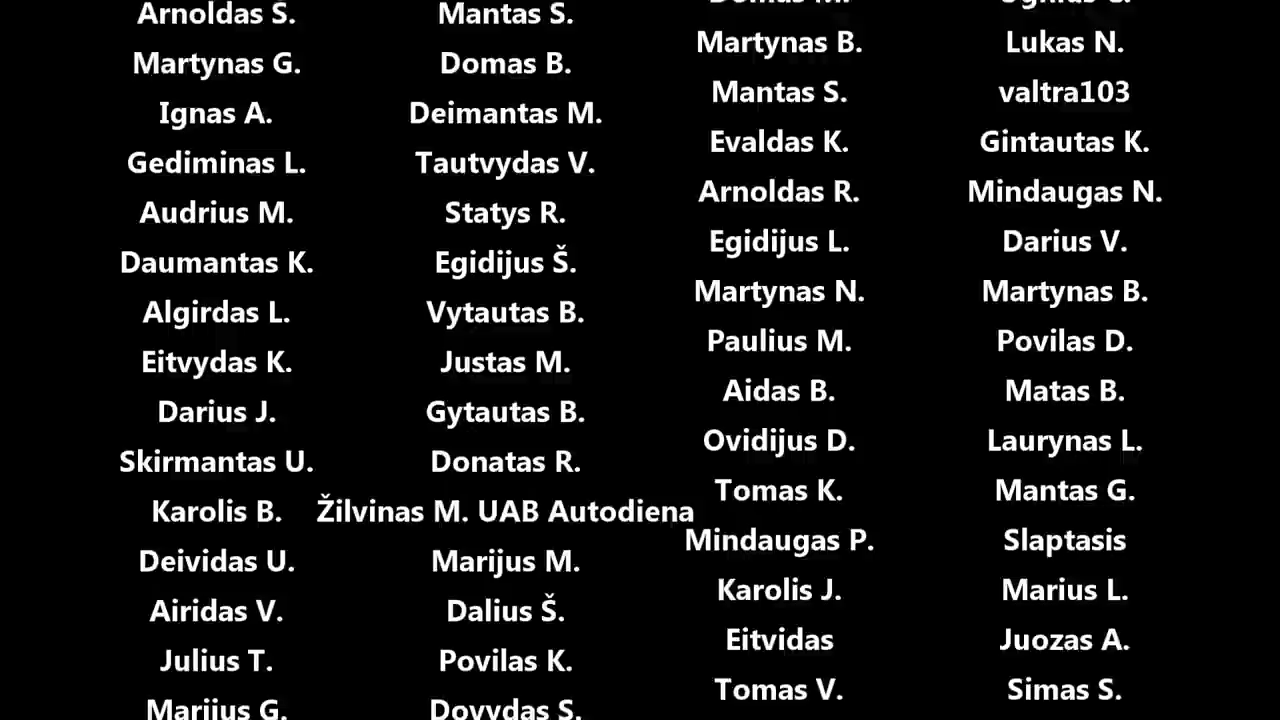 Arnoldas S.
Martynas G.
Ignas A.
Gediminas L.
Audrius M.
Daumantas K.
Algirdas L.
Eitvydas K.
Darius J.
Skirmantas U.
Karolis B.
Deividas U.
Airidas V.
Julius T.
Marijus G.
Mantas S.
Domas B.
Deimantas M.
Tautvydas V.
Statys R.
Egidijus Š.
Vytautas B.
Justas M.
Gytautas B.
Donatas R.
Žilvinas M. UAB Autodiena
Marijus M.
Dalius Š.
Povilas K.
Dovydas S.
Domas M.
Martynas B.
Mantas S.
Evaldas K.
Arnoldas R.
Egidijus L.
Martynas N.
Paulius M.
Aidas B.
Ovidijus D.
Tomas K.
Mindaugas P.
Karolis J.
Eitvidas
Tomas V.
Lukas N.
valtra103
Gintautas K.
Mindaugas N.
Darius V.
Martynas B.
Povilas D.
Matas B.
Laurynas L.
Mantas G.
Slaptasis
Marius L.
Juozas A.
Simas S.